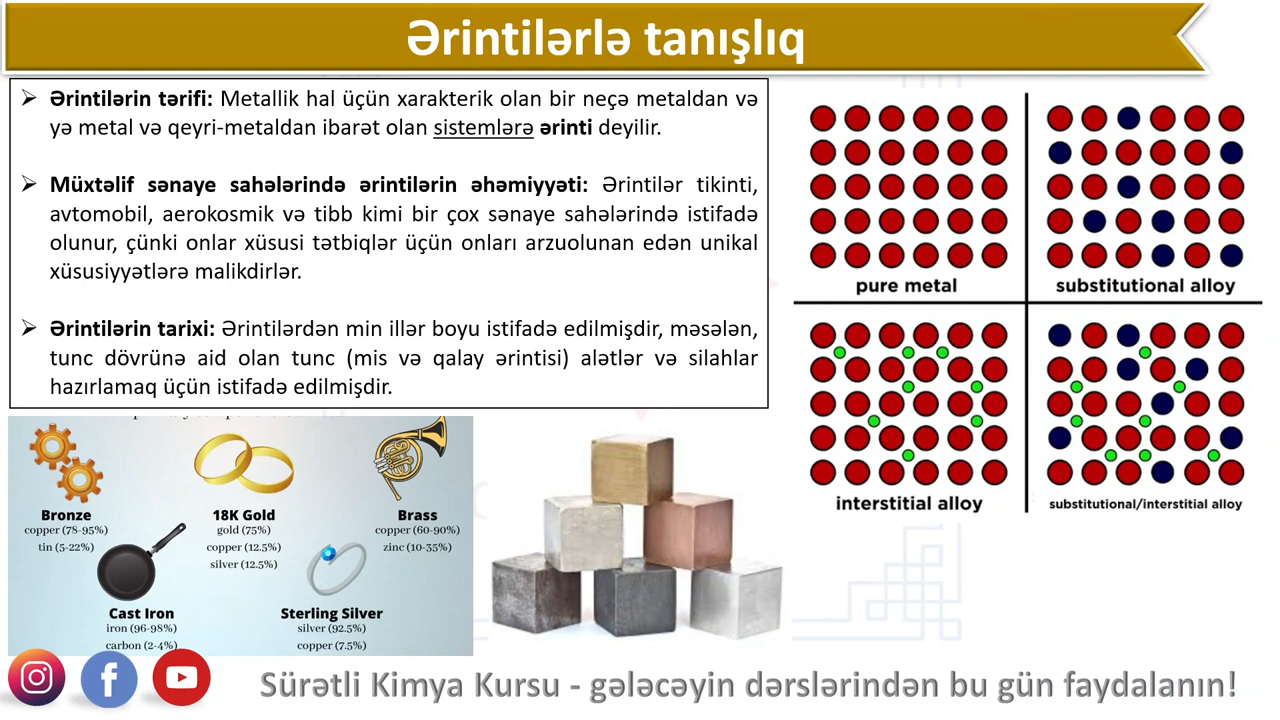 Ərintilərlə tanışlıq
➢ Ərintilərin tərifi: Metallik hal üçün xarakterik olan bir neçə metaldan və
yə metal və qeyri-metaldan ibarət olan sistemlərə ərinti deyilir.
➢ Müxtəlif sənaye sahələrində ərintilərin əhəmiyyəti: Ərintilər tikinti,
avtomobil, aerokosmik və tibb kimi bir çox sənaye sahələrində istifadə
olunur, çünki onlar xüsusi tətbiqlər üçün onları arzuolunan edən unikal
xüsusiyyətlərə malikdirlər.
➢ Ərintilərin tarixi: Ərintilərdən min illər boyu istifadə edilmişdir, məsələn,
tunc dövrünə aid olan tunc (mis və qalay ərintisi) alətlər və silahlar
hazırlamaq üçün istifadə edilmişdir.
pure metal
substitutional alloy
interstitial alloy
substitutional/interstitial alloy
Bronze
copper (78-95%)
tin (5-22%)
18K Gold
gold (75%)
copper (12.5%)
silver (12.5%)
Brass
copper (60-90%)
zinc (10-35%)
Cast Iron
iron (96-98%)
carbon (2-4%)
Sterling Silver
silver (92.5%)
copper (7.5%)
Sürətli Kimya Kursu - gələcəyin dərslərindən bu gün faydalanın!